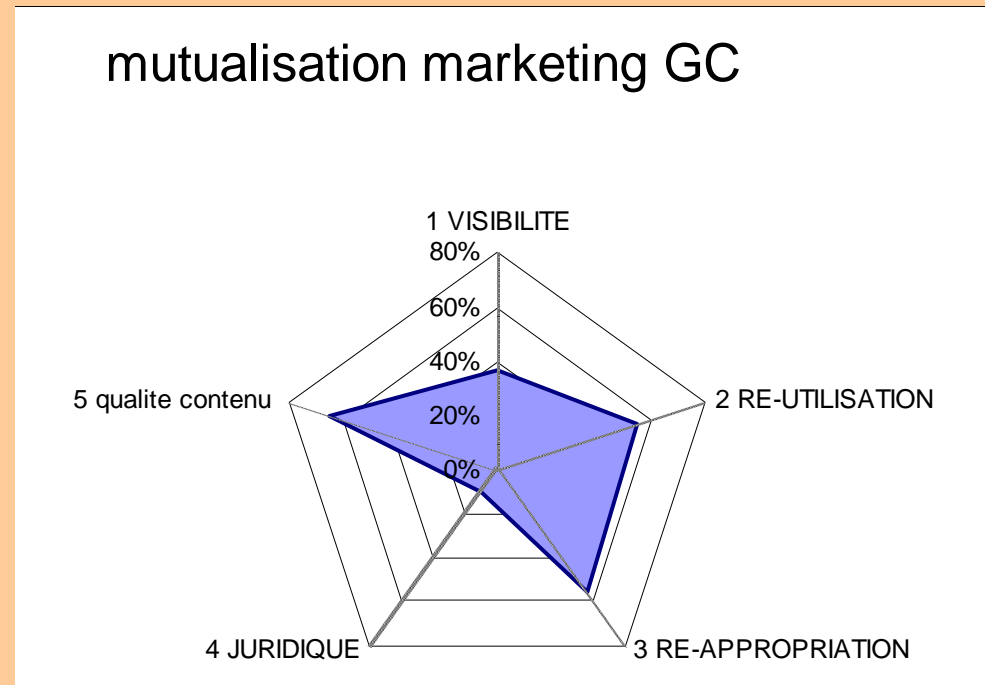 mutualisation marketing GC
1 VISIBILITE
80%
60%
40%
20%
0%
2 RE-UTILISATION
3 RE-APPROPRIATION
4 JURIDIQUE
5 qualite contenu